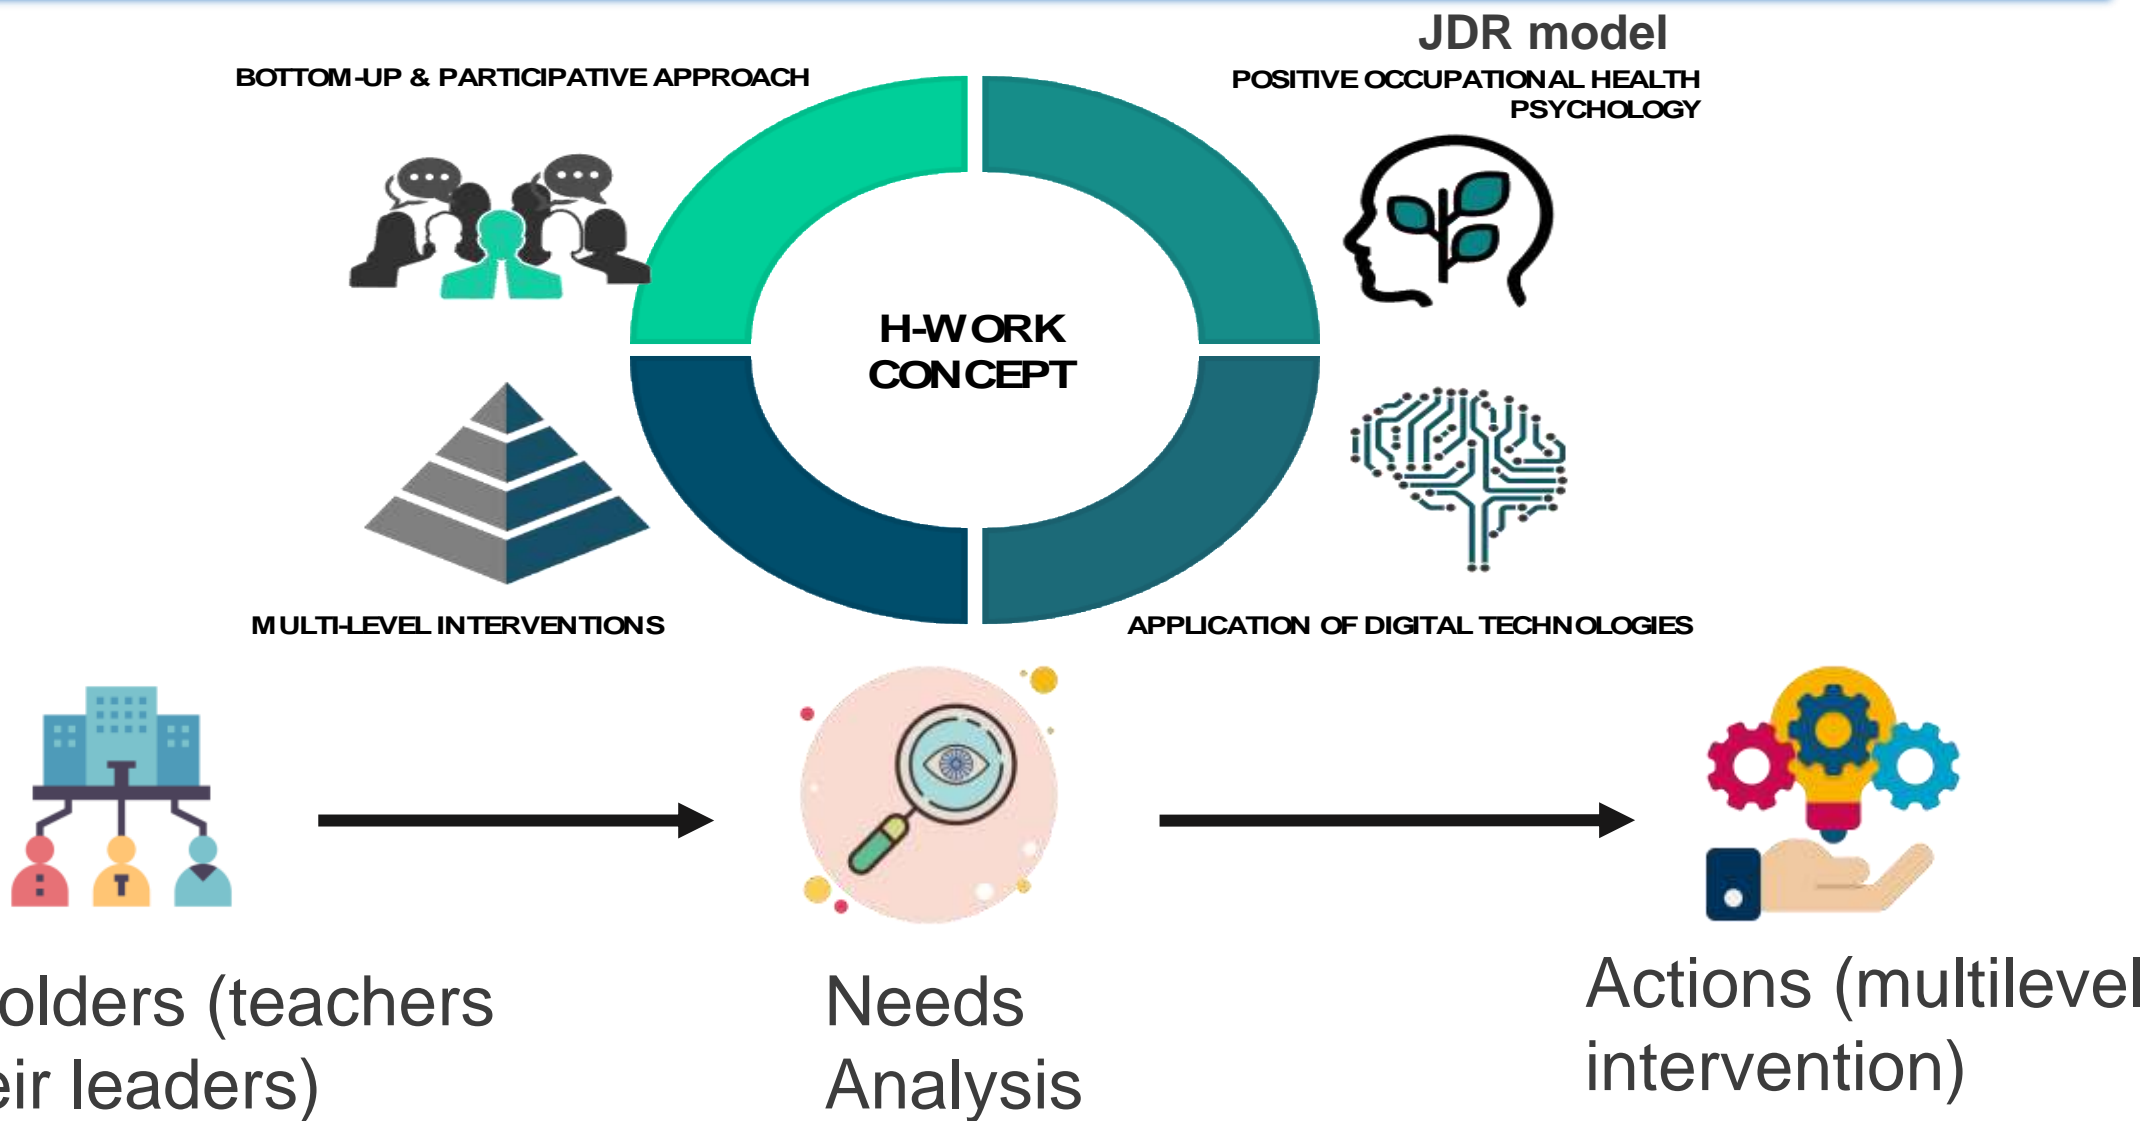 JDR model
BOTTOM-UP & PARTICIPATIVE APPROACH
POSITIVE OCCUPATIONAL HEALTH
PSYCHOLOGY
H-WORK
CONCEPT
MULTI-LEVEL INTERVENTIONS
APPLICATION OF DIGITAL TECHNOLOGIES
olders (teachers
eir leaders)
Needs
Analysis
Actions (multilevel
intervention)